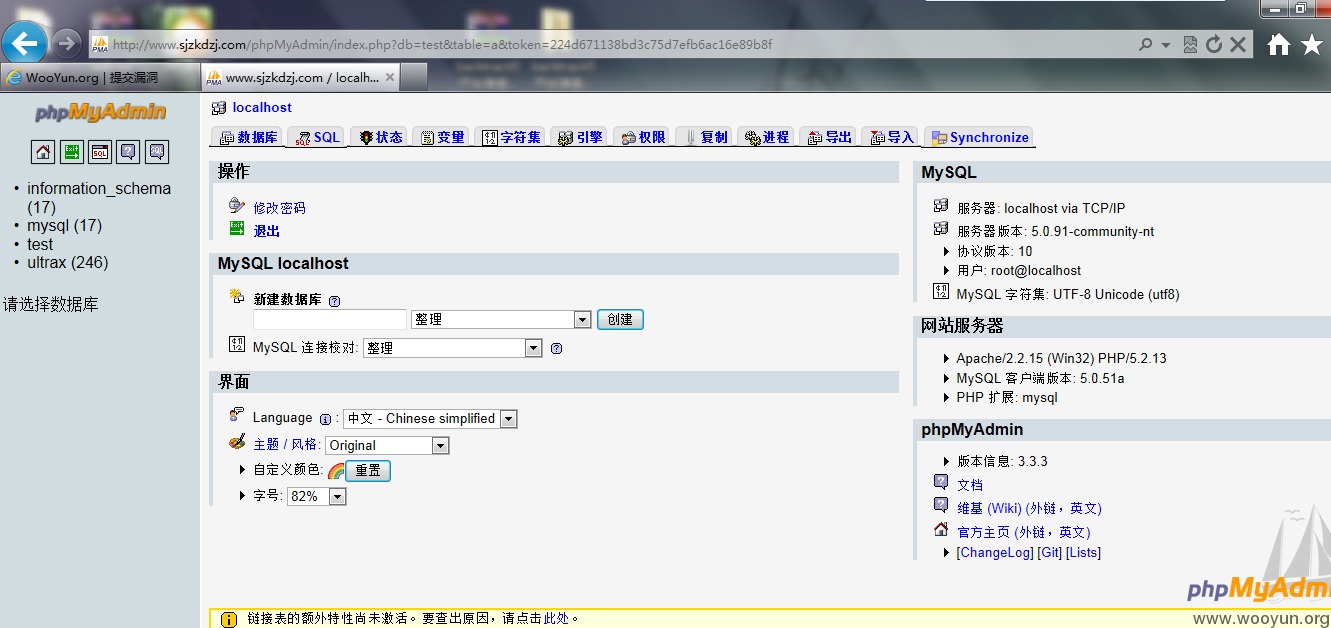 http://www.sjzkdzj.com/phpMyAdmin/index.php?db=test&table=a&token=224d671138bd3c75d7efb6ac16e89b8f
WooYun.org | 提交漏洞
www.sjzkdzj.com / localh...
phpMyAdmin
information_schema
(17)
mysql (17)
test
ultrax (246)
请选择数据库
localhost
数据库 SQL 状态 变量 字符集 引擎 权限 复制 进程 导出 导入 Synchronize
操作
修改密码
退出
MySQL localhost
新建数据库
整理 创建
MySQL 连接校对: 整理
界面
Language : 中文 - Chinese simplified
主题 / 风格: Original
自定义颜色: 重置
字号: 82%
MySQL
服务器: localhost via TCP/IP
服务器版本: 5.0.91-community-nt
协议版本: 10
用户: root@localhost
MySQL 字符集: UTF-8 Unicode (utf8)
网站服务器
Apache/2.2.15 (Win32) PHP/5.2.13
MySQL 客户端版本: 5.0.51a
PHP 扩展: mysql
phpMyAdmin
版本信息: 3.3.3
文档
维基 (Wiki) (外链，英文)
官方主页 (外链，英文)
[ChangeLog] [Git] [Lists]
phpMyAdm
链接表的额外特性尚未激活。要查出原因，请点击此处。
www.wooyun.org